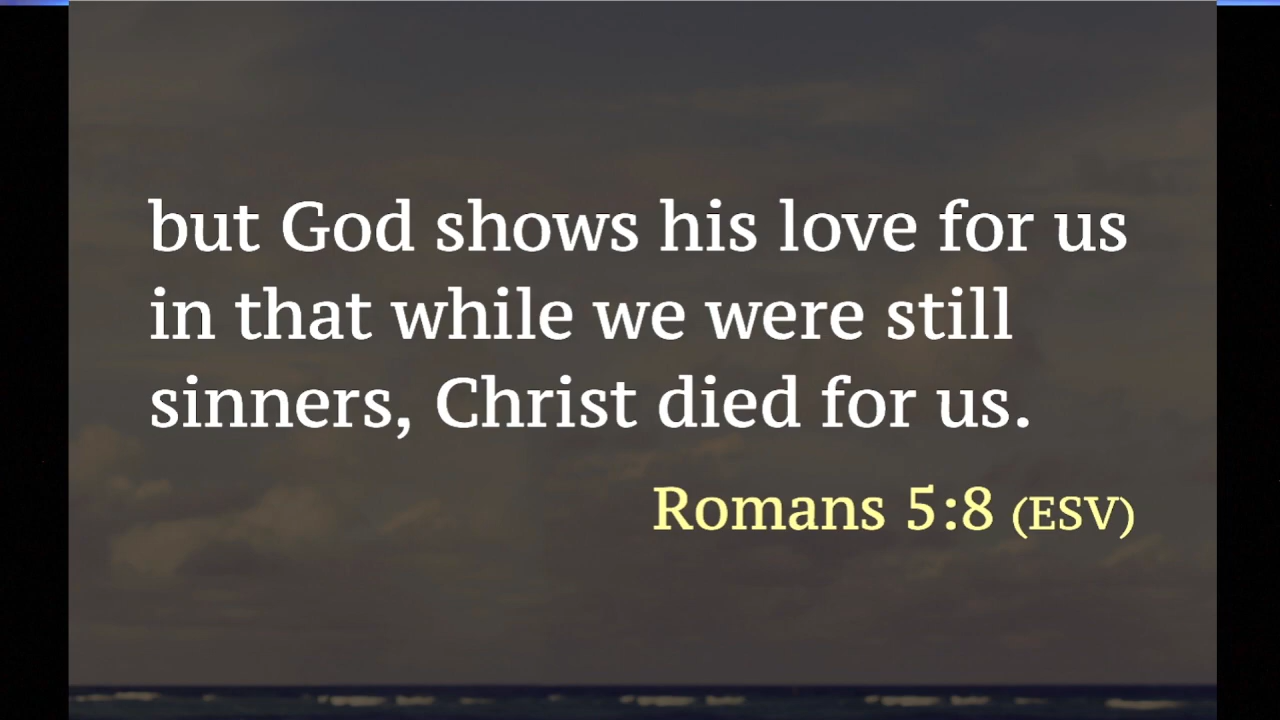 but God shows his love for us
in that while we were still
sinners, Christ died for us.
Romans 5:8 (ESV)